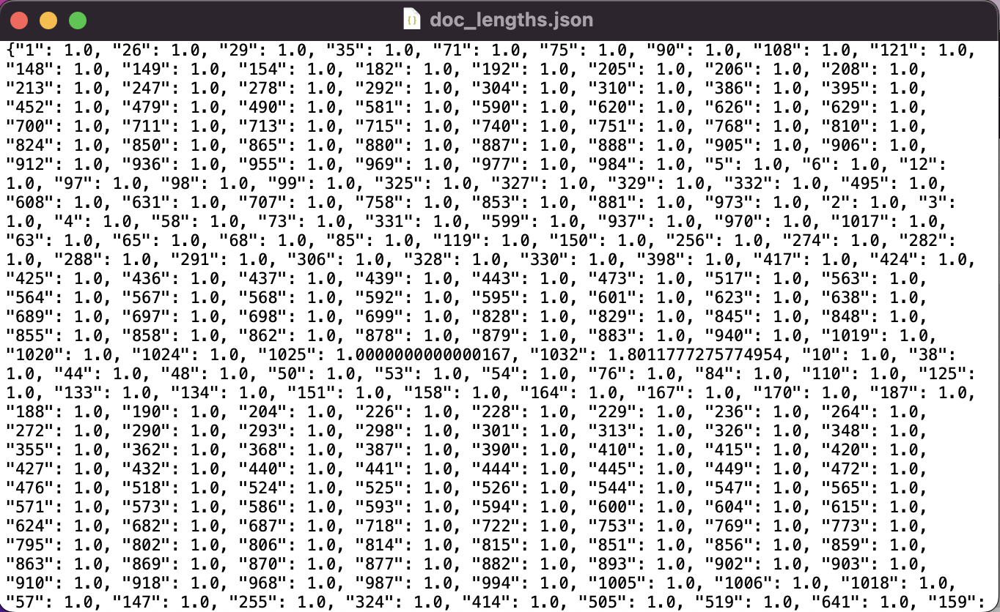 doc_lengths.json
{"1": 1.0, "26": 1.0, "29": 1.0, "35": 1.0, "71": 1.0, "75": 1.0, "90": 1.0, "108": 1.0, "121": 1.0,
"148": 1.0, "149": 1.0, "154": 1.0, "182": 1.0, "192": 1.0, "205": 1.0, "206": 1.0, "208": 1.0,
"213": 1.0, "247": 1.0, "278": 1.0, "292": 1.0, "304": 1.0, "310": 1.0, "386": 1.0, "395": 1.0,
"452": 1.0, "479": 1.0, "490": 1.0, "581": 1.0, "590": 1.0, "620": 1.0, "626": 1.0, "629": 1.0,
"700": 1.0, "711": 1.0, "713": 1.0, "715": 1.0, "740": 1.0, "751": 1.0, "768": 1.0, "810": 1.0,
"824": 1.0, "850": 1.0, "865": 1.0, "880": 1.0, "887": 1.0, "888": 1.0, "905": 1.0, "906": 1.0,
"912": 1.0, "936": 1.0, "955": 1.0, "969": 1.0, "977": 1.0, "984": 1.0, "5": 1.0, "6": 1.0, "12":
1.0, "97": 1.0, "98": 1.0, "99": 1.0, "325": 1.0, "327": 1.0, "329": 1.0, "332": 1.0, "495": 1.0,
"608": 1.0, "631": 1.0, "707": 1.0, "758": 1.0, "853": 1.0, "881": 1.0, "973": 1.0, "2": 1.0, "3":
1.0, "4": 1.0, "58": 1.0, "73": 1.0, "331": 1.0, "599": 1.0, "937": 1.0, "970": 1.0, "1017": 1.0,
"63": 1.0, "65": 1.0, "68": 1.0, "85": 1.0, "119": 1.0, "150": 1.0, "256": 1.0, "274": 1.0, "282":
1.0, "288": 1.0, "291": 1.0, "306": 1.0, "328": 1.0, "330": 1.0, "398": 1.0, "417": 1.0, "424": 1.0,
"425": 1.0, "436": 1.0, "437": 1.0, "439": 1.0, "443": 1.0, "473": 1.0, "517": 1.0, "563": 1.0,
"564": 1.0, "567": 1.0, "568": 1.0, "592": 1.0, "595": 1.0, "601": 1.0, "623": 1.0, "638": 1.0,
"689": 1.0, "697": 1.0, "698": 1.0, "699": 1.0, "828": 1.0, "829": 1.0, "845": 1.0, "848": 1.0,
"855": 1.0, "858": 1.0, "862": 1.0, "878": 1.0, "879": 1.0, "883": 1.0, "940": 1.0, "1019": 1.0,
"1020": 1.0, "1024": 1.0, "1025": 1.0000000000000167, "1032": 1.8011777275774954, "10": 1.0, "38":
1.0, "44": 1.0, "48": 1.0, "50": 1.0, "53": 1.0, "54": 1.0, "76": 1.0, "84": 1.0, "110": 1.0, "125":
1.0, "133": 1.0, "134": 1.0, "151": 1.0, "158": 1.0, "164": 1.0, "167": 1.0, "170": 1.0, "187": 1.0,
"188": 1.0, "190": 1.0, "204": 1.0, "226": 1.0, "228": 1.0, "229": 1.0, "236": 1.0, "264": 1.0,
"272": 1.0, "290": 1.0, "293": 1.0, "298": 1.0, "301": 1.0, "313": 1.0, "326": 1.0, "348": 1.0,
"355": 1.0, "362": 1.0, "368": 1.0, "387": 1.0, "390": 1.0, "410": 1.0, "415": 1.0, "420": 1.0,
"427": 1.0, "432": 1.0, "440": 1.0, "441": 1.0, "444": 1.0, "445": 1.0, "449": 1.0, "472": 1.0,
"476": 1.0, "518": 1.0, "524": 1.0, "525": 1.0, "526": 1.0, "544": 1.0, "547": 1.0, "565": 1.0,
"571": 1.0, "573": 1.0, "586": 1.0, "593": 1.0, "594": 1.0, "600": 1.0, "604": 1.0, "615": 1.0,
"624": 1.0, "682": 1.0, "687": 1.0, "718": 1.0, "722": 1.0, "753": 1.0, "769": 1.0, "773": 1.0,
"795": 1.0, "802": 1.0, "806": 1.0, "814": 1.0, "815": 1.0, "851": 1.0, "856": 1.0, "859": 1.0,
"863": 1.0, "869": 1.0, "870": 1.0, "877": 1.0, "882": 1.0, "893": 1.0, "902": 1.0, "903": 1.0,
"910": 1.0, "918": 1.0, "968": 1.0, "987": 1.0, "994": 1.0, "1005": 1.0, "1006": 1.0, "1018": 1.0,
"57": 1.0, "147": 1.0, "255": 1.0, "324": 1.0, "414": 1.0, "505": 1.0, "519": 1.0, "641": 1.0, "159":